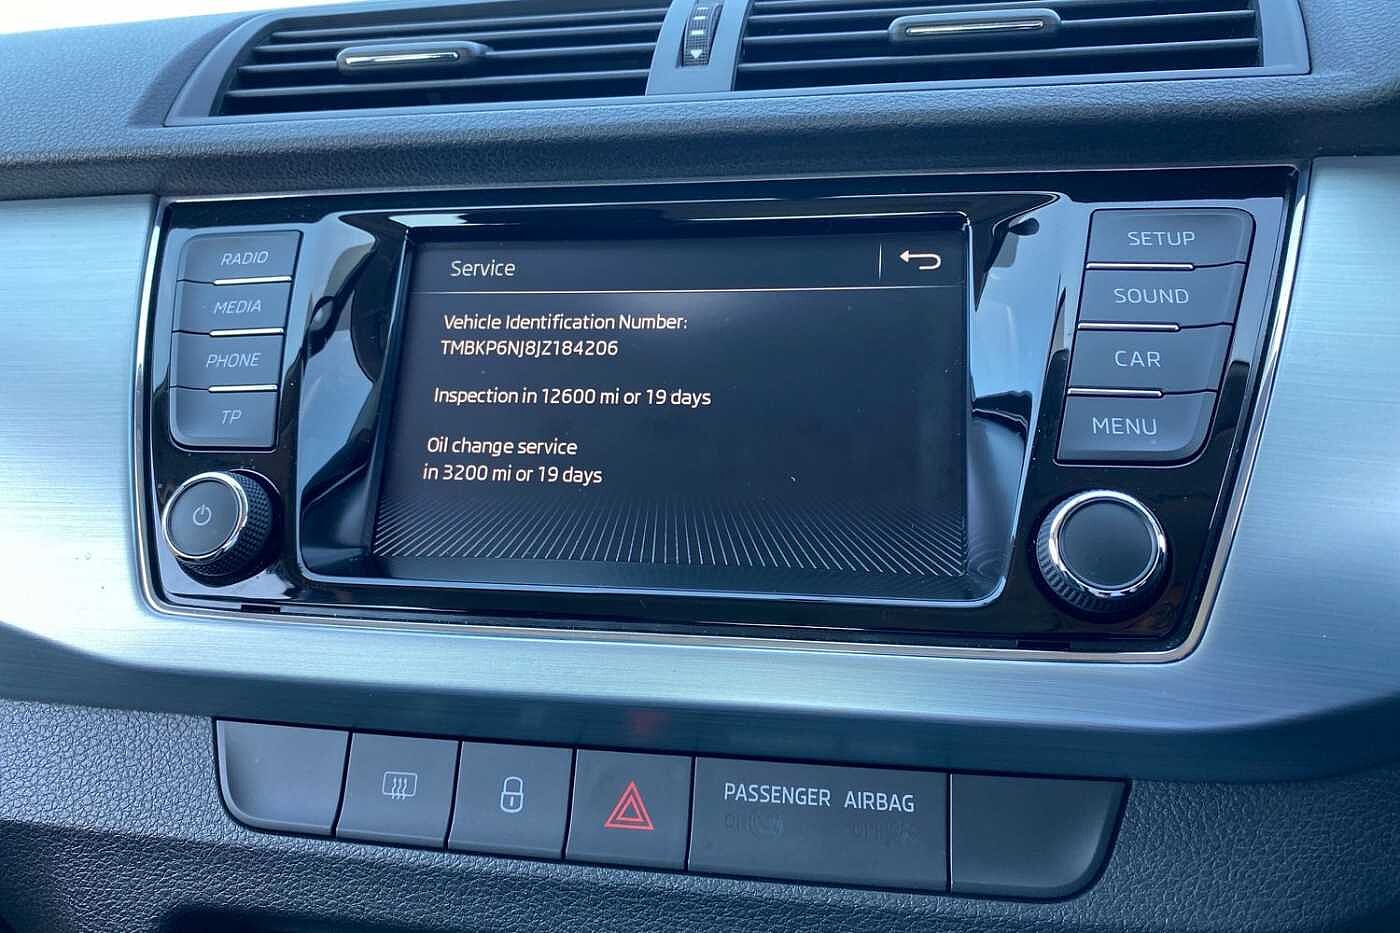 RADIO
MEDIA
PHONE
TP
Service
Vehicle Identification Number:
TMBKP6NJ8JZ184206
Inspection in 12600 mi or 19 days
Oil change service
in 3200 mi or 19 days
SETUP
SOUND
CAR
MENU
PASSENGER AIRBAG